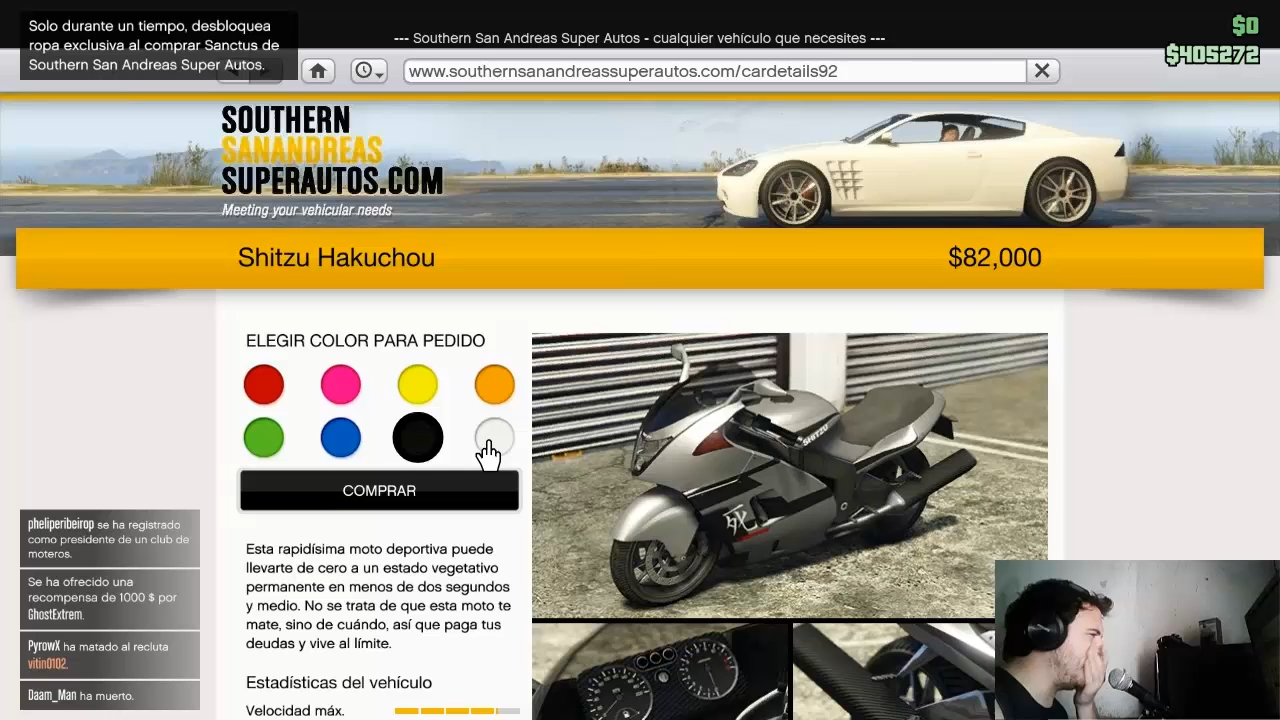 Solo durante un tiempo, desbloquea
ropa exclusiva al comprar Sanctus de
Southern San Andreas Super Autos.
--- Southern San Andreas Super Autos - cualquier vehículo que necesites ---
$0
$405272
www.southernsanandreassuperautos.com/cardetails92
SOUTHERN
SANANDREAS
SUPERAUTOS.COM
Meeting your vehicular needs
Shitzu Hakuchou
$82,000
ELEGIR COLOR PARA PEDIDO
COMPRAR
Esta rapidísima moto deportiva puede
llevarte de cero a un estado vegetativo
permanente en menos de dos segundos
y medio. No se trata de que esta moto te
mate, sino de cuándo, así que paga tus
deudas y vive al límite.
Estadísticas del vehículo
Velocidad máx.
SHITZU
死
pheliperibeirop se ha registrado
como presidente de un club de
moteros.
Se ha ofrecido una
recompensa de 1000 $ por
GhostExtrem.
PyrowX ha matado al recluta
vitin0102.
Daam_Man ha muerto.